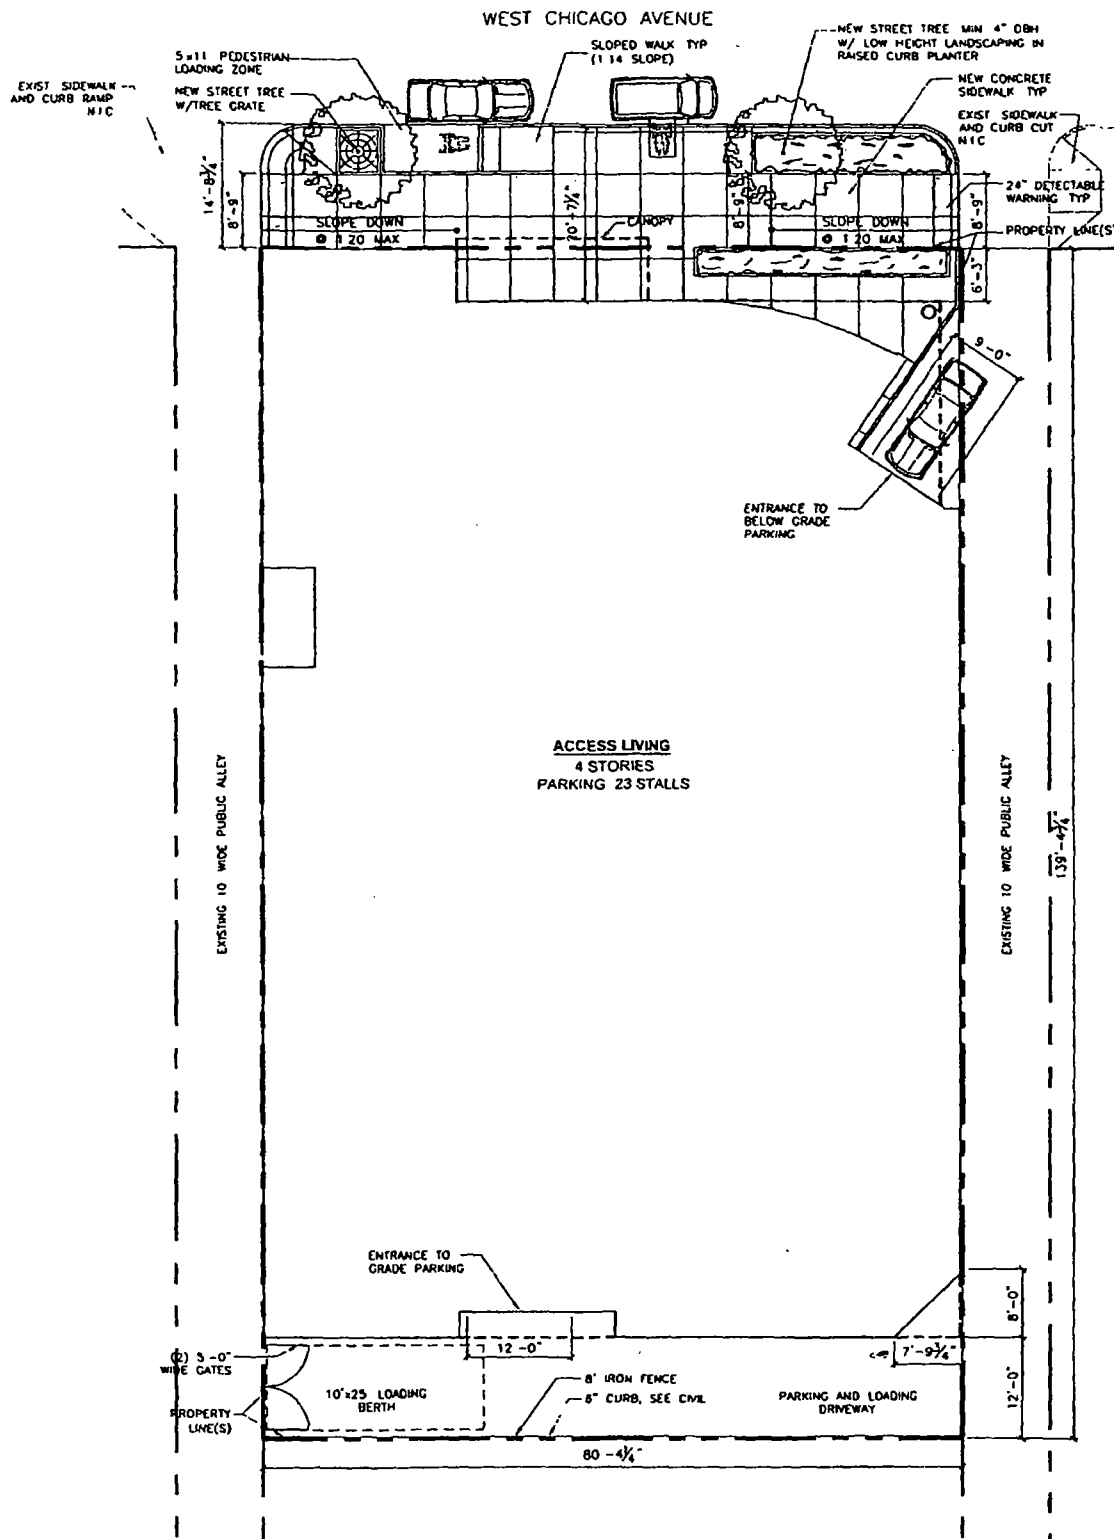 WEST CHICAGO AVENUE
5x11 PEDESTRIAN
LOADING ZONE
SLOPED WALK TYP
(1 14 SLOPE)
NEW STREET TREE MIN 4" DBH
W/ LOW HEIGHT LANDSCAPING IN
RAISED CURB PLANTER
EXIST SIDEWALK
AND CURB RAMP
NIC
NEW STREET TREE
W/TREE GRATE
NEW CONCRETE
SIDEWALK TYP
EXIST SIDEWALK
AND CURB CUT
NIC
24" DETECTABLE
WARNING TYP
14'-8¾"
8'-9"
SLOPE DOWN
@ 1 20 MAX
20'-7¼"
CANOPY
8'-9"
SLOPE DOWN
@ 1 20 MAX
8'-9"
PROPERTY LINE(S)
6'-3"
9'-0"
ENTRANCE TO
BELOW GRADE
PARKING
ACCESS LIVING
4 STORIES
PARKING 23 STALLS
EXISTING 10 WIDE PUBLIC ALLEY
EXISTING 10 WIDE PUBLIC ALLEY
139'-4¼"
ENTRANCE TO
GRADE PARKING
8'-0"
12'-0"
7'-9¾"
12'-0"
(2) 5 -0"
WIDE GATES
10'x25 LOADING
BERTH
8' IRON FENCE
6" CURB, SEE CIVIL
PARKING AND LOADING
DRIVEWAY
PROPERTY
LINE(S)
80 -4¼"